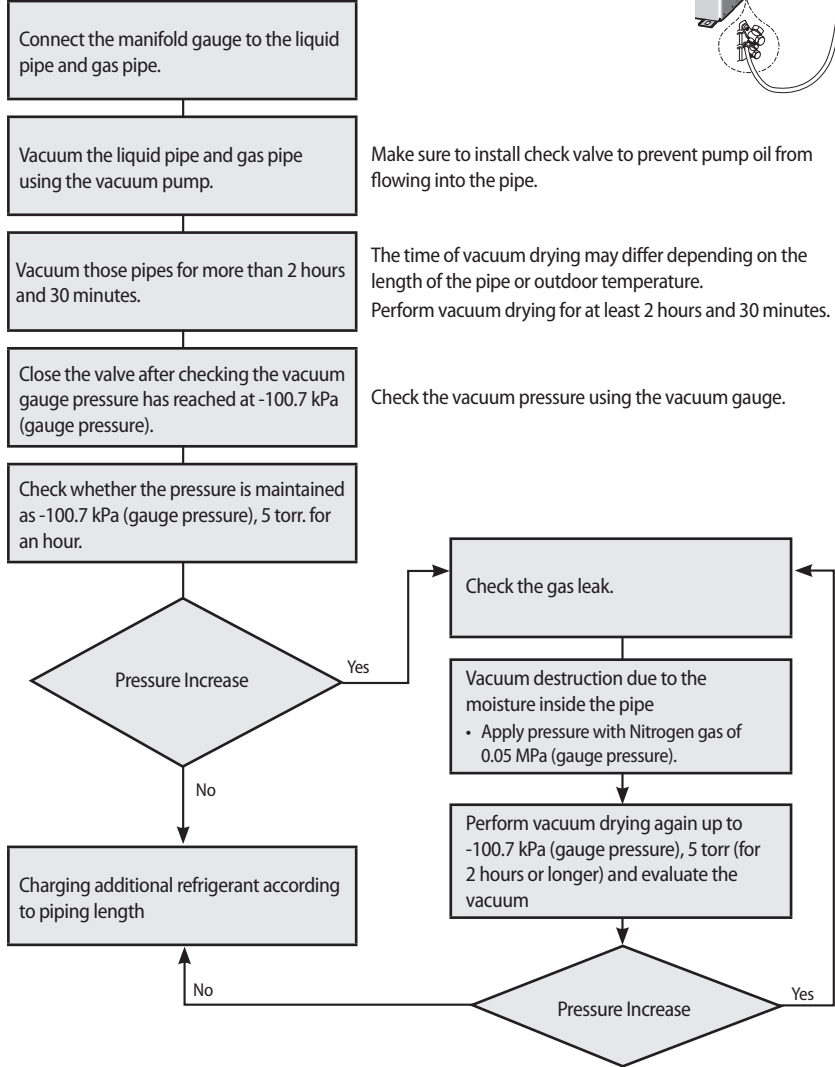 Connect the manifold gauge to the liquid
pipe and gas pipe.
Vacuum the liquid pipe and gas pipe
using the vacuum pump.
Make sure to install check valve to prevent pump oil from
flowing into the pipe.
Vacuum those pipes for more than 2 hours
and 30 minutes.
The time of vacuum drying may differ depending on the
length of the pipe or outdoor temperature.
Perform vacuum drying for at least 2 hours and 30 minutes.
Close the valve after checking the vacuum
gauge pressure has reached at -100.7 kPa
(gauge pressure).
Check the vacuum pressure using the vacuum gauge.
Check whether the pressure is maintained
as -100.7 kPa (gauge pressure), 5 torr. for
an hour.
Pressure Increase
Yes
No
Check the gas leak.
Vacuum destruction due to the
moisture inside the pipe
• Apply pressure with Nitrogen gas of
0.05 MPa (gauge pressure).
Perform vacuum drying again up to
-100.7 kPa (gauge pressure), 5 torr (for
2 hours or longer) and evaluate the
vacuum
Charging additional refrigerant according
to piping length
No
Pressure Increase
Yes